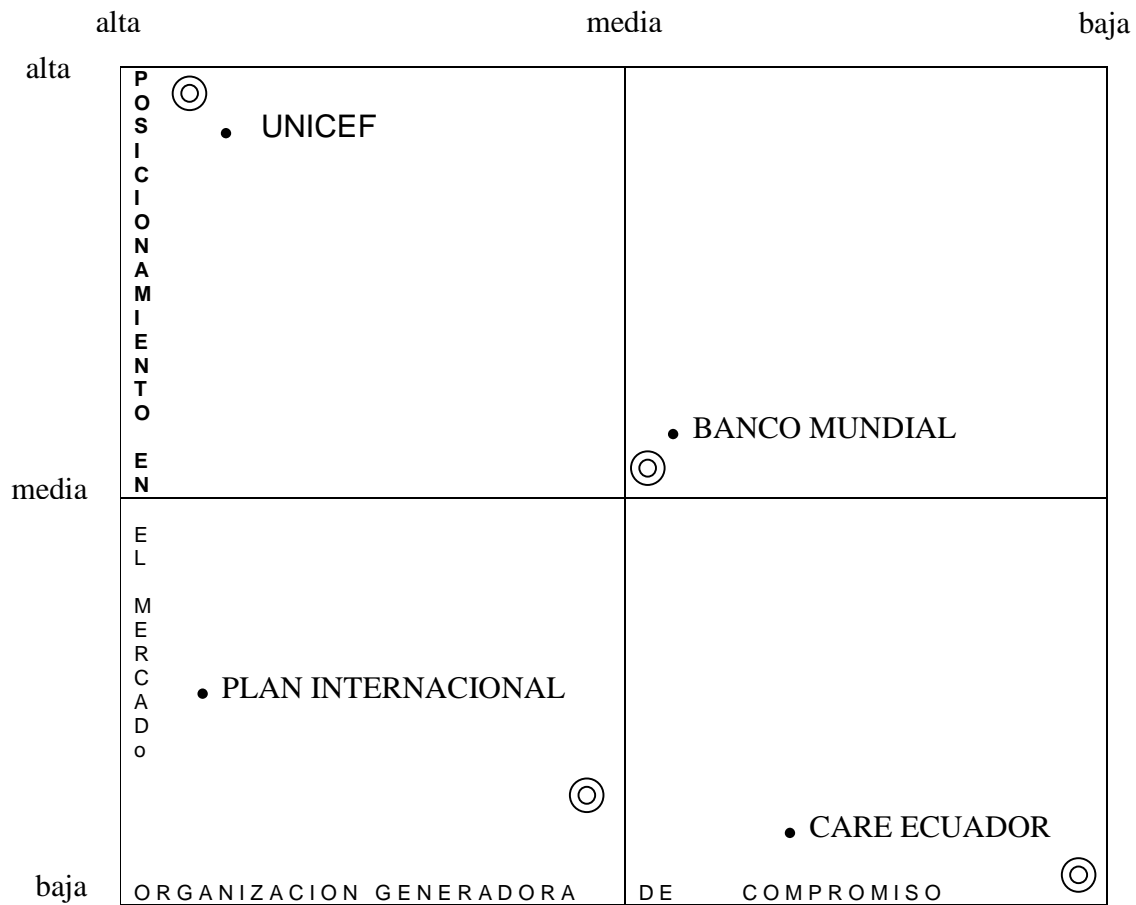 alta media baja
alta
POSICIONAMIENTO EN
EL MERCADo
• UNICEF
• BANCO MUNDIAL
media
• PLAN INTERNACIONAL
• CARE ECUADOR
baja
ORGANIZACION GENERADORA DE COMPROMISO